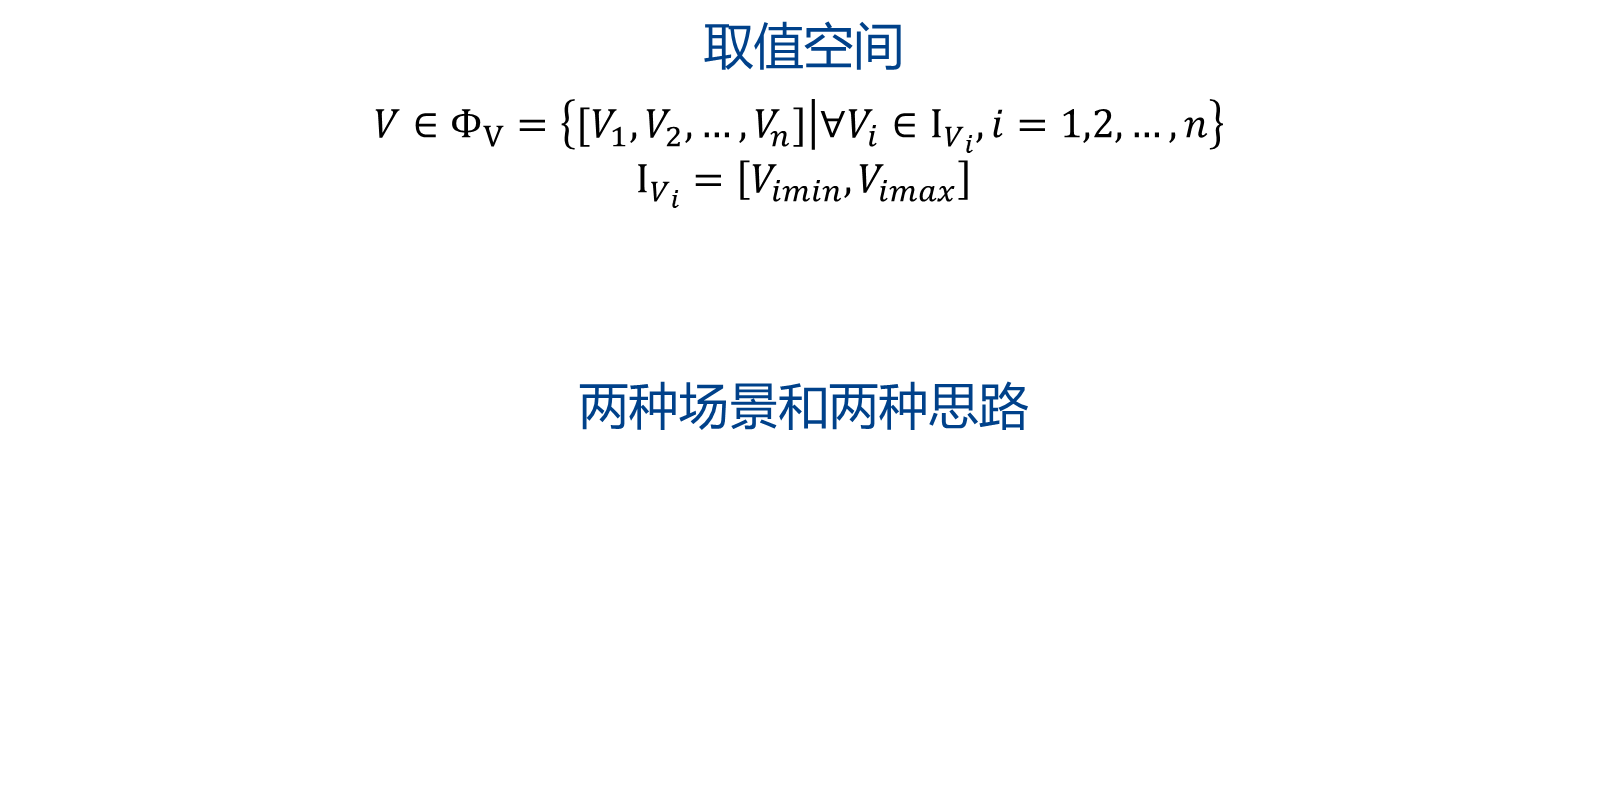 取值空间
𝑉 ∈ Φ_V = {[𝑉_1, 𝑉_2, … , 𝑉_𝑛]|∀𝑉_𝑖 ∈ I_{𝑉_𝑖}, 𝑖 = 1,2, … , 𝑛}
I_{𝑉_𝑖} = [𝑉_{𝑖𝑚𝑖𝑛}, 𝑉_{𝑖𝑚𝑎𝑥}]
两种场景和两种思路